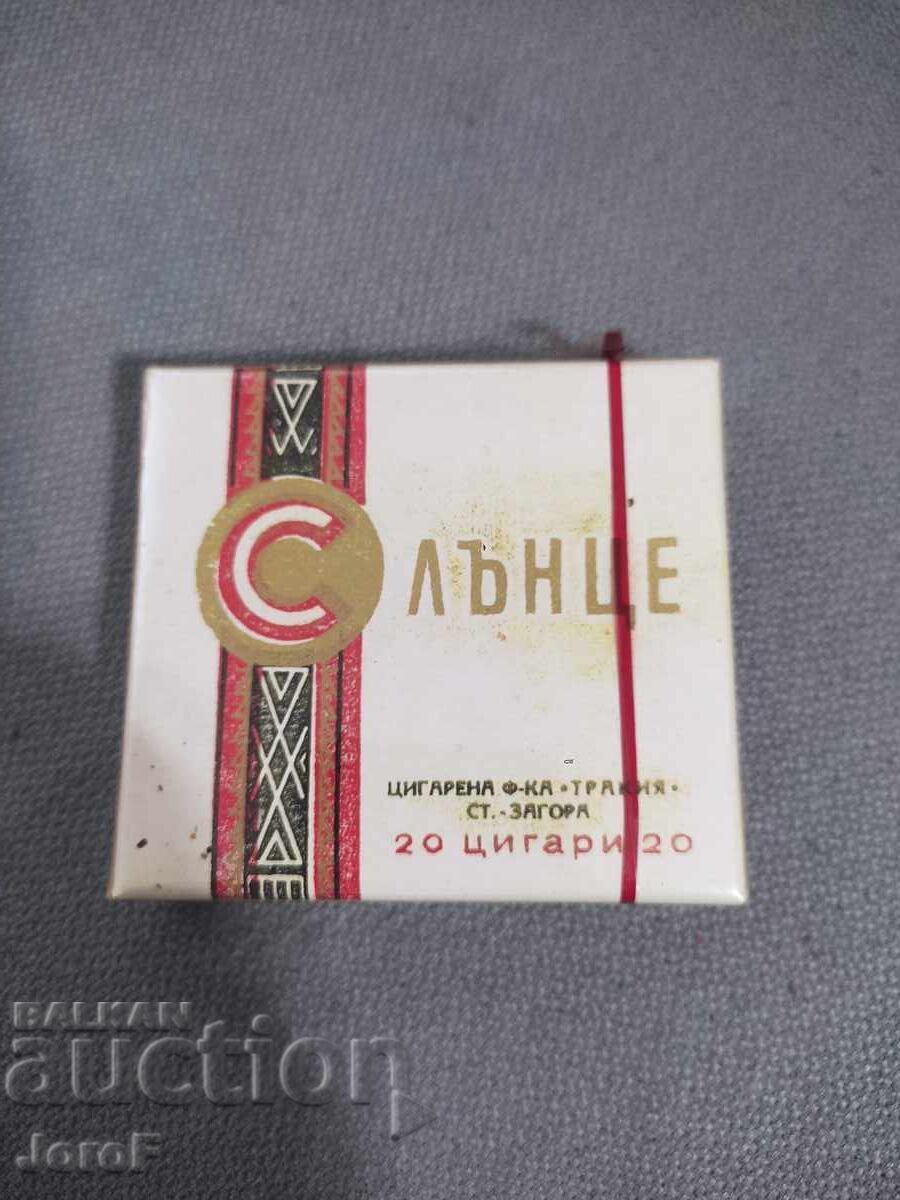 СЛЪНЦЕ
ЦИГАРЕНА Ф-КА "ТРАКИЯ"
СТ.-ЗАГОРА
20 ЦИГАРИ 20
BALKAN
auction
JoroF